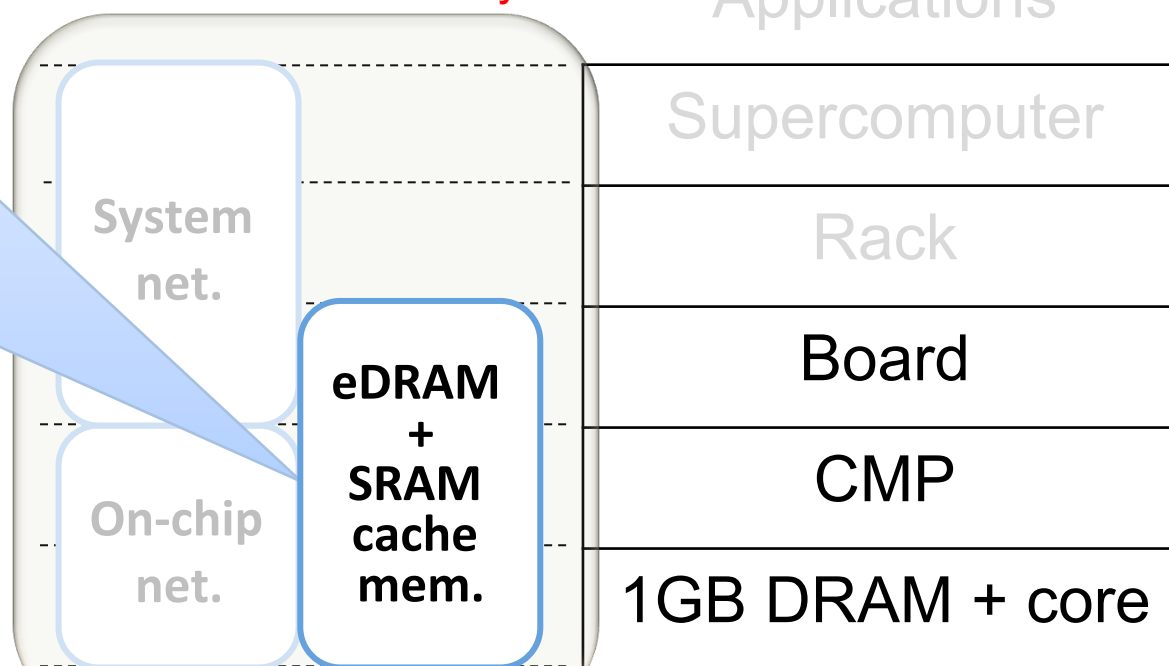 Applications
Supercomputer
System
net.
Rack
Board
eDRAM
+
SRAM
cache
mem.
CMP
On-chip
net.
1GB DRAM + core